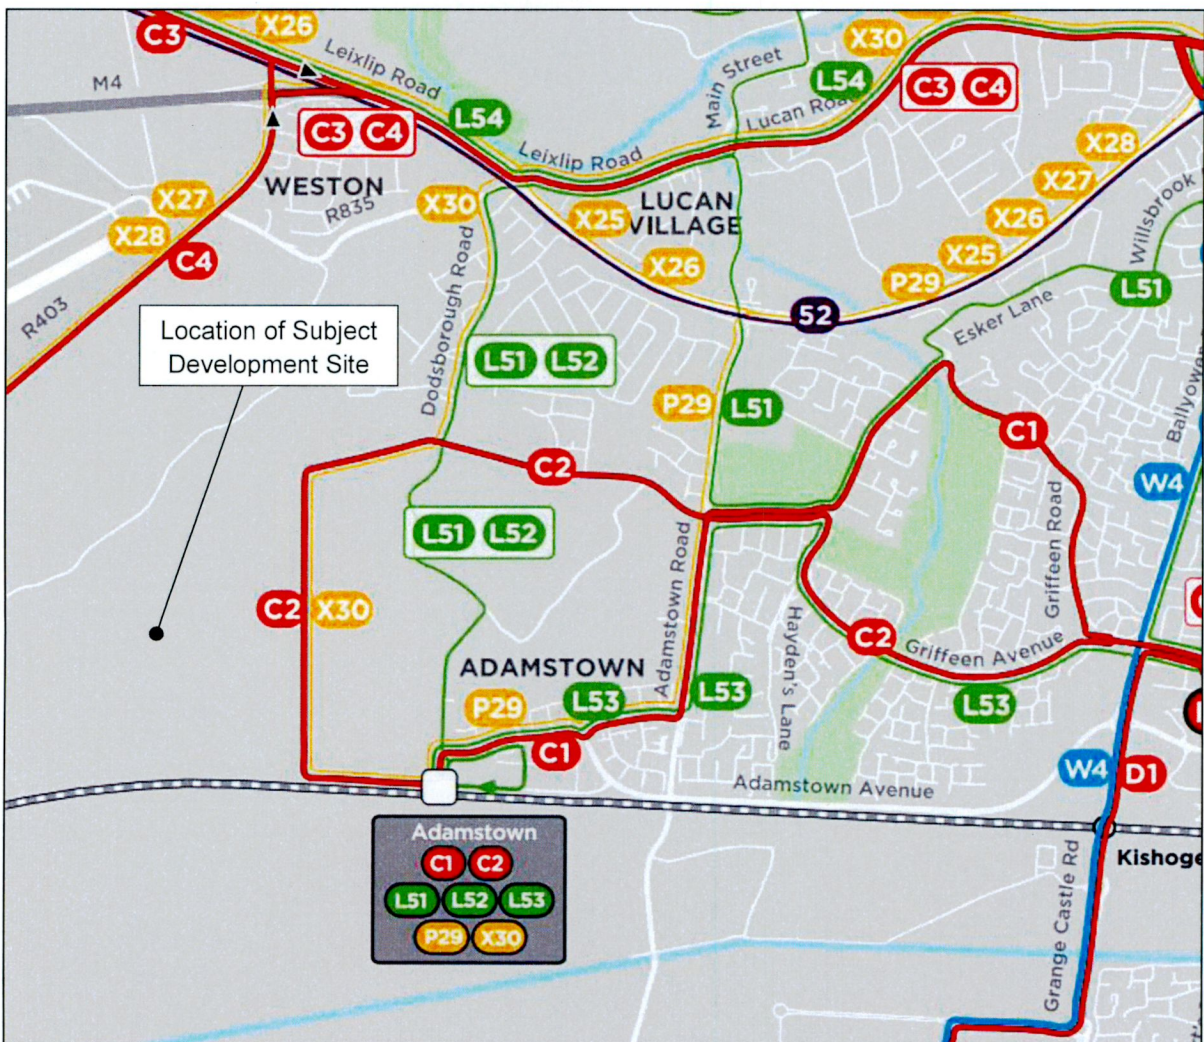 X26
C3
M4
Leixlip Road
L54
C3 C4
WESTON
R835
X27
X28
C4
R403
X30
Main Street
L54
Lucan Road
C3 C4
Leixlip Road
LUCAN
VILLAGE
X30
X25
X26
52
P29
X25
X26
X27
X28
Willsbrook
L51
Esker Lane
Location of Subject
Development Site
Dodsborough Road
L51 L52
P29
L51
C1
C2
W4
L51 L52
Adamstown Road
Griffeen Road
C2
X30
Hayden's Lane
C2
Griffeen Avenue
ADAMSTOWN
L53
P29
L53
L53
C1
Adamstown Avenue
W4
D1
Adamstown
C1 C2
L51 L52 L53
P29 X30
Grange Castle Rd